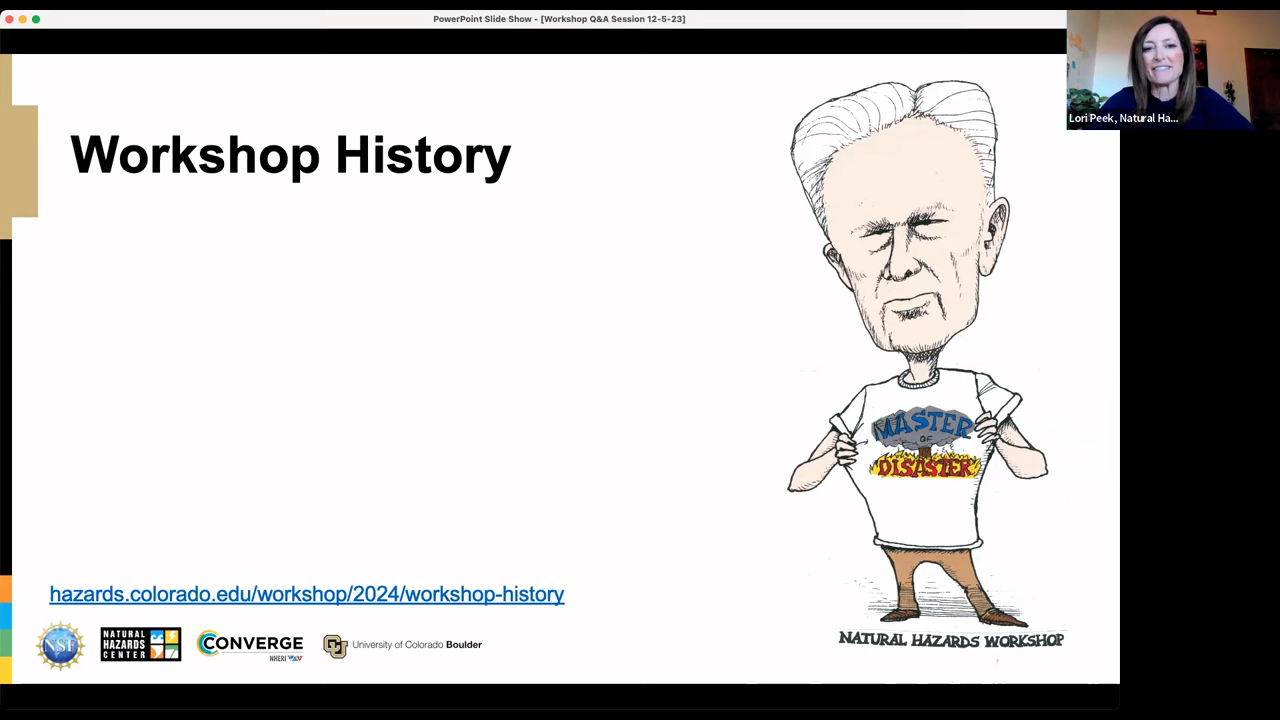 PowerPoint Slide Show - [Workshop Q&A Session 12-5-23]
Lori Peek, Natural Ha...
Workshop History
MASTER
OF
DISASTER
hazards.colorado.edu/workshop/2024/workshop-history
NSF
NATURAL
HAZARDS
CENTER
CONVERGE
NHERI
CU
University of Colorado Boulder
NATURAL HAZARDS WORKSHOP